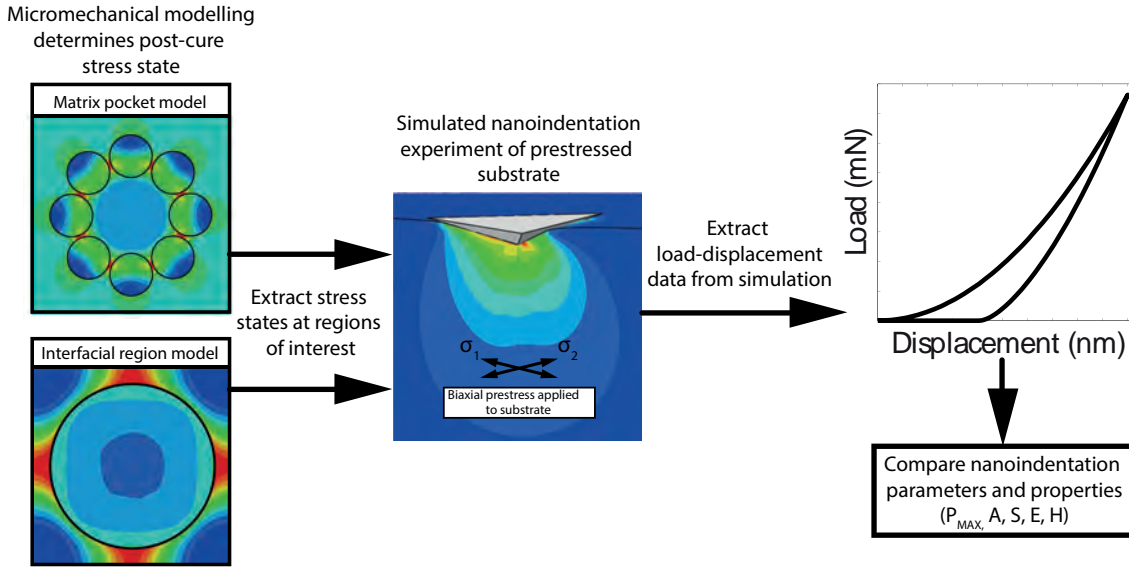 Micromechanical modelling
determines post-cure
stress state
Matrix pocket model
Interfacial region model
Extract stress
states at regions
of interest
Simulated nanoindentation
experiment of prestressed
substrate
σ1 σ2
Biaxial prestress applied
to substrate
Extract
load-displacement
data from simulation
Load (mN)
Displacement (nm)
Compare nanoindentation
parameters and properties
(PMAX, A, S, E, H)